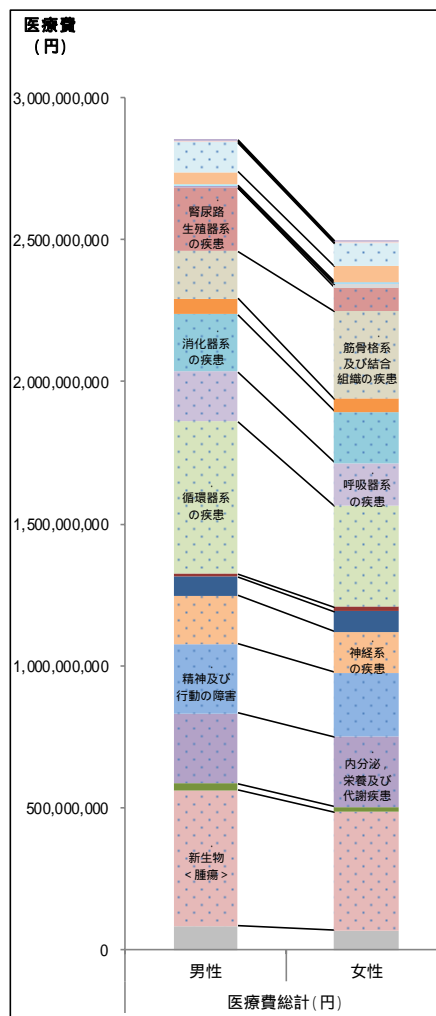 医療費
(円)
3,000,000,000
2,500,000,000
2,000,000,000
1,500,000,000
1,000,000,000
500,000,000
0
腎尿路
生殖器系
の疾患
消化器系
の疾患
循環器系
の疾患
精神及び
行動の障害
新生物
<腫瘍>
筋骨格系
及び結合
組織の疾患
呼吸器系
の疾患
神経系
の疾患
内分泌,
栄養及び
代謝疾患
男性
女性
医療費総計(円)